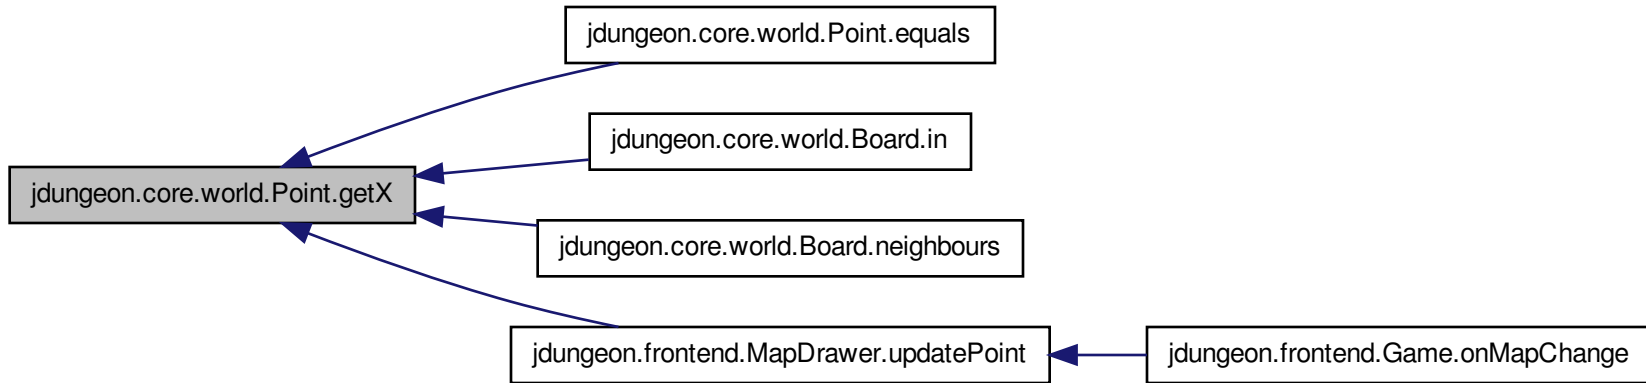 jdungeon.core.world.Point.equals
jdungeon.core.world.Board.in
jdungeon.core.world.Point.getX
jdungeon.core.world.Board.neighbours
jdungeon.frontend.MapDrawer.updatePoint
jdungeon.frontend.Game.onMapChange